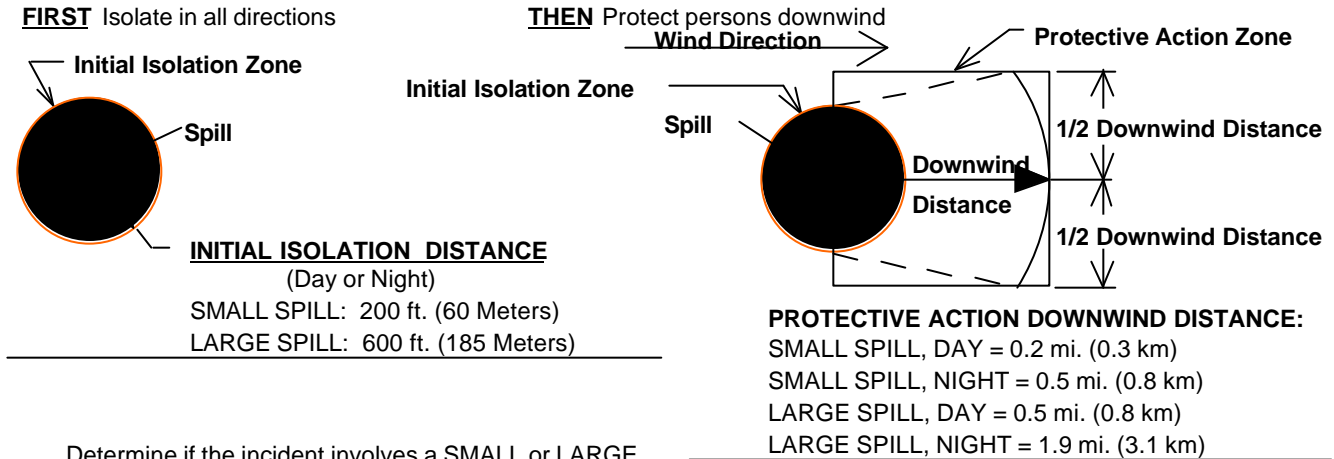 FIRST Isolate in all directions
Initial Isolation Zone
Spill
INITIAL ISOLATION DISTANCE
(Day or Night)
SMALL SPILL: 200 ft. (60 Meters)
LARGE SPILL: 600 ft. (185 Meters)
Determine if the incident involves a SMALL or LARGE
THEN Protect persons downwind
Wind Direction
Protective Action Zone
Initial Isolation Zone
Spill
1/2 Downwind Distance
Downwind
Distance
1/2 Downwind Distance
PROTECTIVE ACTION DOWNWIND DISTANCE:
SMALL SPILL, DAY = 0.2 mi. (0.3 km)
SMALL SPILL, NIGHT = 0.5 mi. (0.8 km)
LARGE SPILL, DAY = 0.5 mi. (0.8 km)
LARGE SPILL, NIGHT = 1.9 mi. (3.1 km)